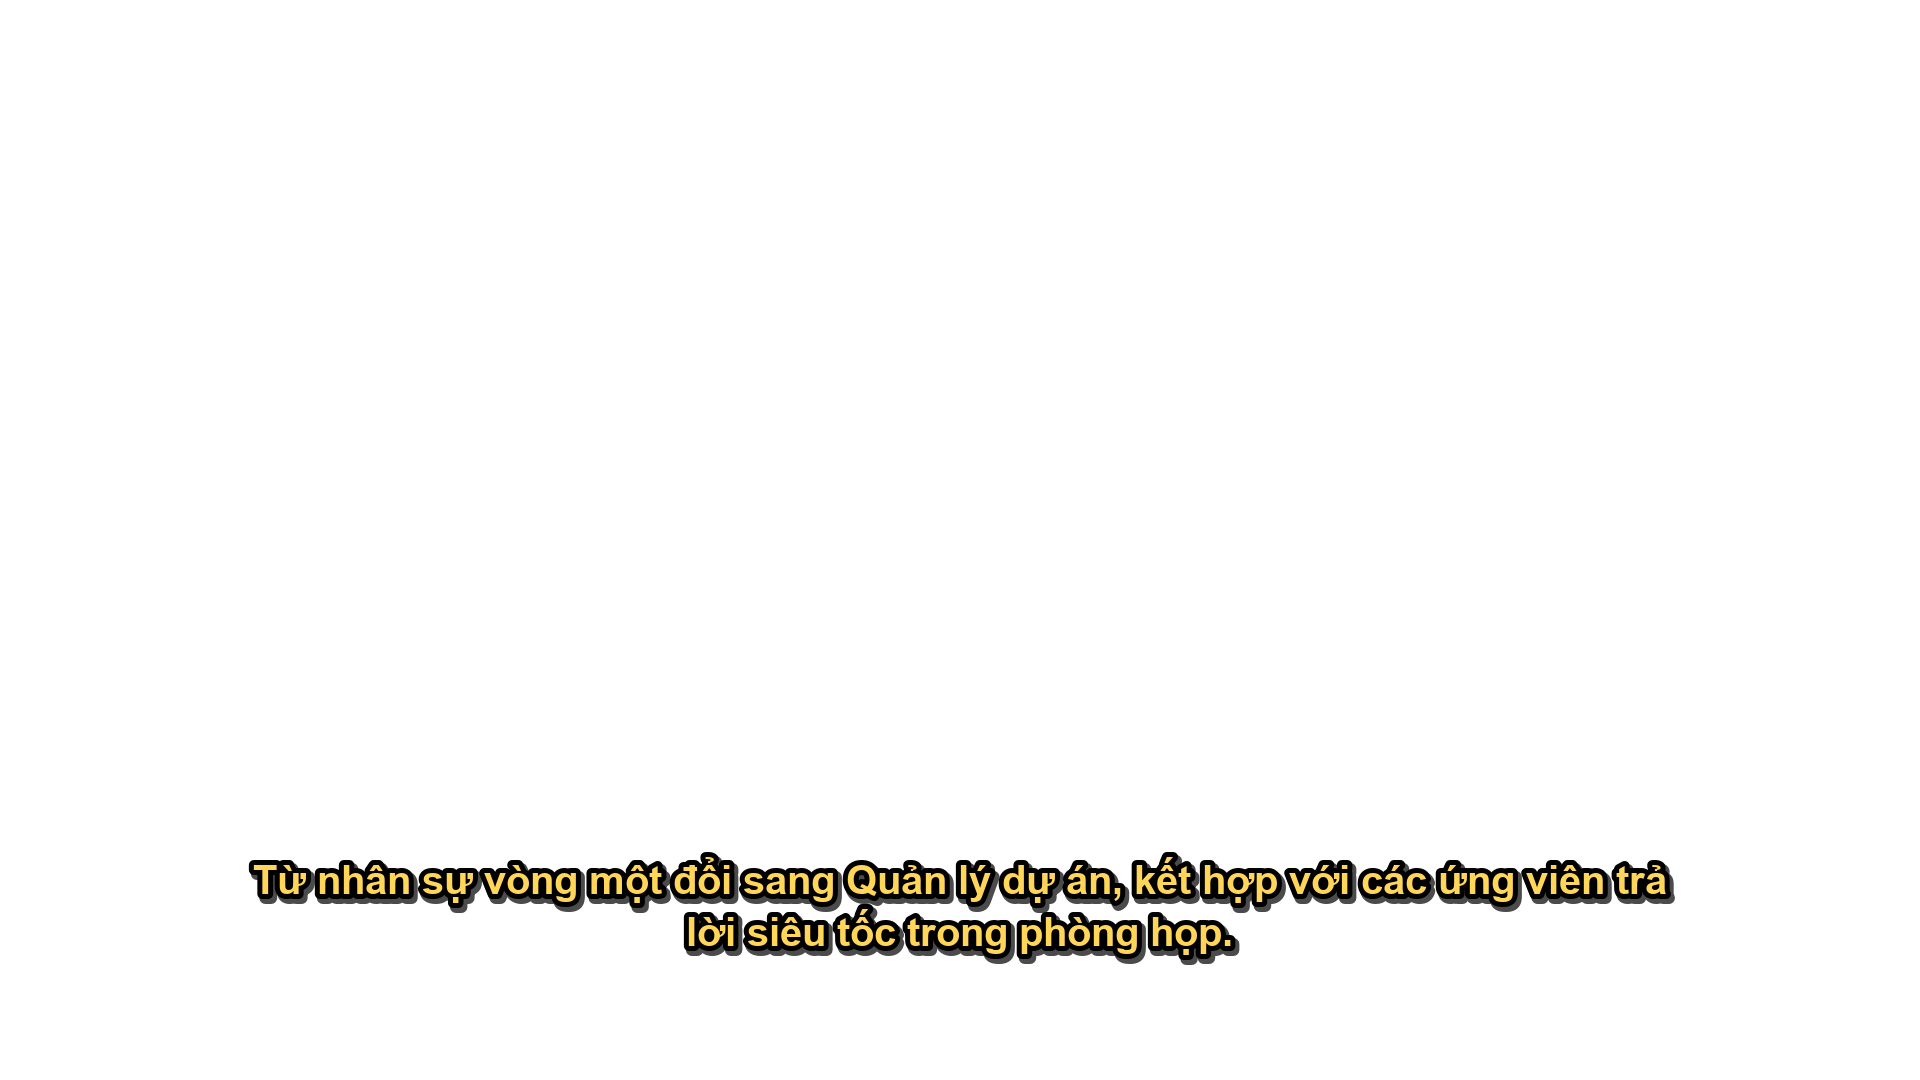 Từ nhân sự vòng một đổi sang Quản lý dự án, kết hợp với các ứng viên trả
lời siêu tốc trong phòng họp.